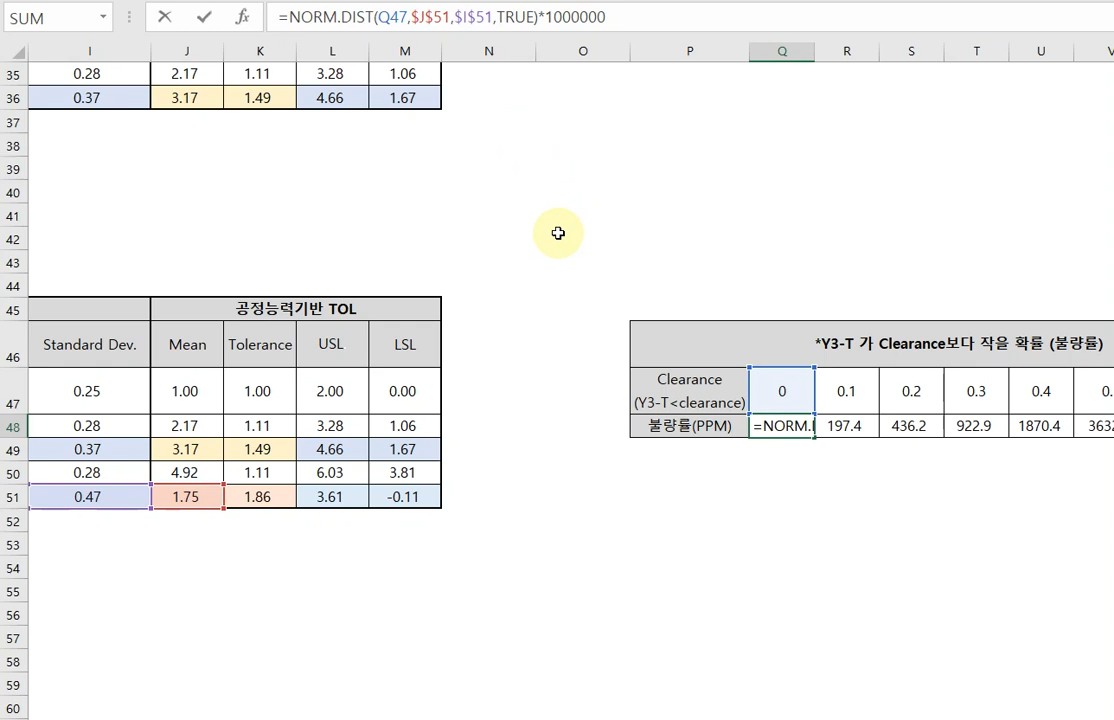 SUM =NORM.DIST(Q47,$J$51,$I$51,TRUE)*1000000
I J K L M N O P Q R S T U V
35 0.28 2.17 1.11 3.28 1.06
36 0.37 3.17 1.49 4.66 1.67
37
38
39
40
41
42
43
44
45 공정능력기반 TOL
46 Standard Dev. Mean Tolerance USL LSL *Y3-T 가 Clearance보다 작을 확률 (불량률)
47 0.25 1.00 1.00 2.00 0.00 Clearance 0 0.1 0.2 0.3 0.4 0.
(Y3-T<clearance)
48 0.28 2.17 1.11 3.28 1.06 불량률(PPM) =NORM.I 197.4 436.2 922.9 1870.4 3632
49 0.37 3.17 1.49 4.66 1.67
50 0.28 4.92 1.11 6.03 3.81
51 0.47 1.75 1.86 3.61 -0.11
52
53
54
55
56
57
58
59
60